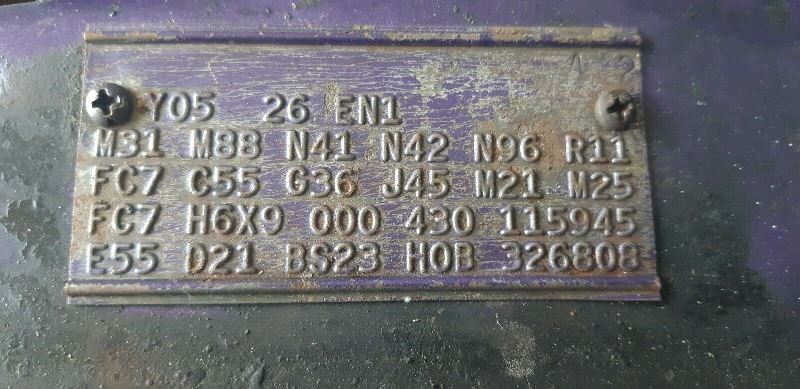 Y05 26 EN1
M31 M88 N41 N42 N96 R11
FC7 C55 G36 J45 M21 M25
FC7 H6X9 000 430 115945
E55 D21 BS23 H0B 326808